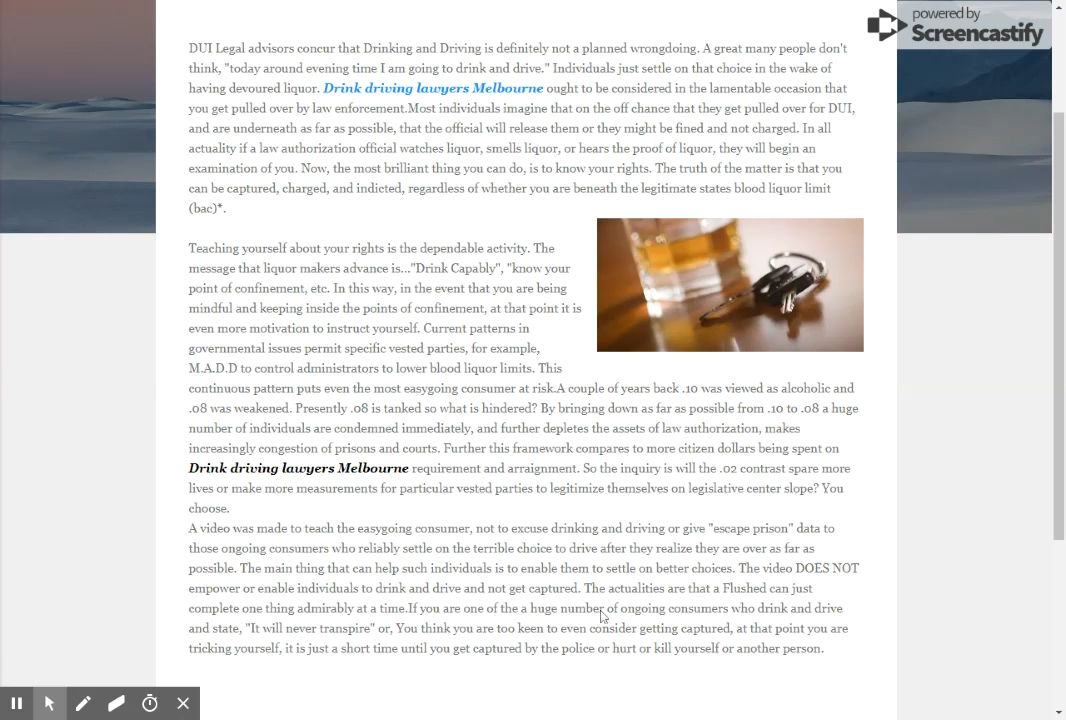 powered by
Screencastify
DUI Legal advisors concur that Drinking and Driving is definitely not a planned wrongdoing. A great many people don't
think, "today around evening time I am going to drink and drive." Individuals just settle on that choice in the wake of
having devoured liquor. Drink driving lawyers Melbourne ought to be considered in the lamentable occasion that
you get pulled over by law enforcement.Most individuals imagine that on the off chance that they get pulled over for DUI,
and are underneath as far as possible, that the official will release them or they might be fined and not charged. In all
actuality if a law authorization official watches liquor, smells liquor, or hears the proof of liquor, they will begin an
examination of you. Now, the most brilliant thing you can do, is to know your rights. The truth of the matter is that you
can be captured, charged, and indicted, regardless of whether you are beneath the legitimate states blood liquor limit
(bac)*.
Teaching yourself about your rights is the dependable activity. The
message that liquor makers advance is..."Drink Capably", "know your
point of confinement, etc. In this way, in the event that you are being
mindful and keeping inside the points of confinement, at that point it is
even more motivation to instruct yourself. Current patterns in
governmental issues permit specific vested parties, for example,
M.A.D.D to control administrators to lower blood liquor limits. This
continuous pattern puts even the most easygoing consumer at risk.A couple of years back .10 was viewed as alcoholic and
.08 was weakened. Presently .08 is tanked so what is hindered? By bringing down as far as possible from .10 to .08 a huge
number of individuals are condemned immediately, and further depletes the assets of law authorization, makes
increasingly congestion of prisons and courts. Further this framework compares to more citizen dollars being spent on
Drink driving lawyers Melbourne requirement and arraignment. So the inquiry is will the .02 contrast spare more
lives or make more measurements for particular vested parties to legitimize themselves on legislative center slope? You
choose.
A video was made to teach the easygoing consumer, not to excuse drinking and driving or give "escape prison" data to
those ongoing consumers who reliably settle on the terrible choice to drive after they realize they are over as far as
possible. The main thing that can help such individuals is to enable them to settle on better choices. The video DOES NOT
empower or enable individuals to drink and drive and not get captured. The actualities are that a Flushed can just
complete one thing admirably at a time.If you are one of the a huge number of ongoing consumers who drink and drive
and state, "It will never transpire" or, You think you are too keen to even consider getting captured, at that point you are
tricking yourself, it is just a short time until you get captured by the police or hurt or kill yourself or another person.